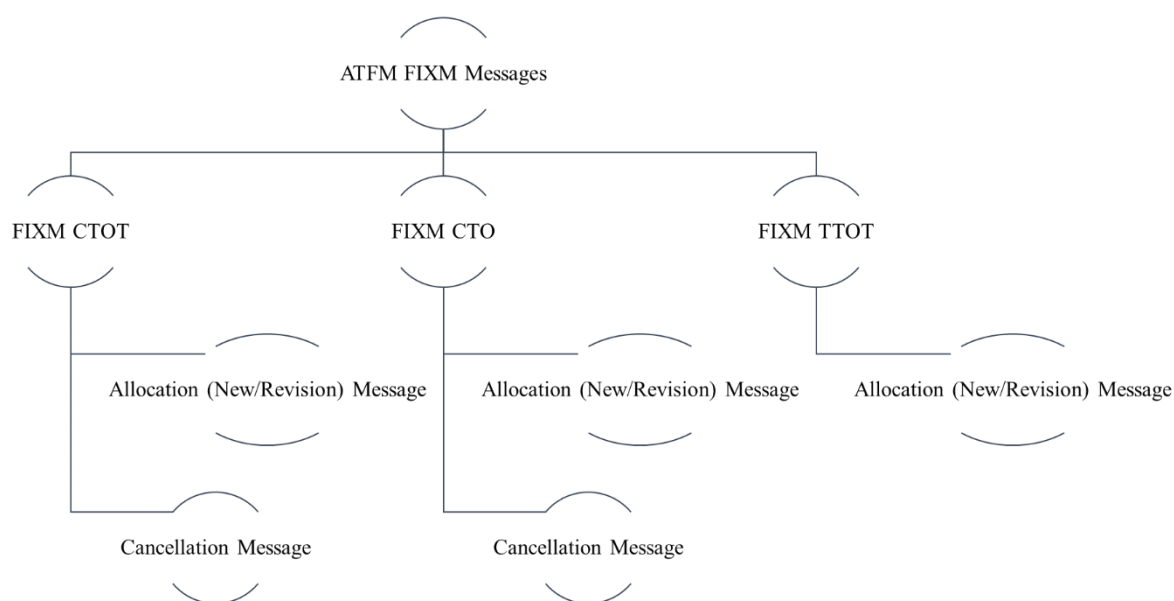 ATFM FIXM Messages
FIXM CTOT
FIXM CTO
FIXM TTOT
Allocation (New/Revision) Message
Allocation (New/Revision) Message
Allocation (New/Revision) Message
Cancellation Message
Cancellation Message